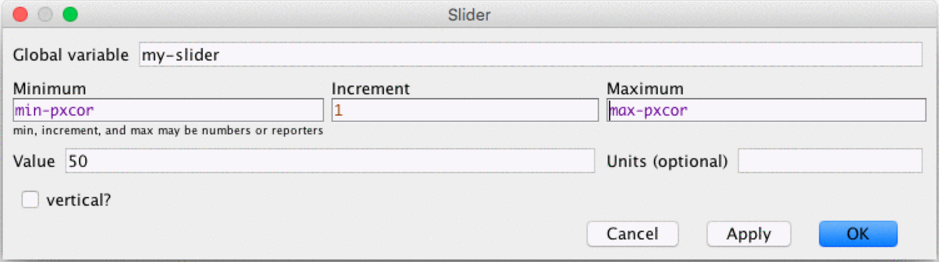 Slider
Global variable my-slider
Minimum Increment Maximum
min-pxcor 1 max-pxcor
min, increment, and max may be numbers or reporters
Value 50 Units (optional)
vertical?
Cancel Apply OK